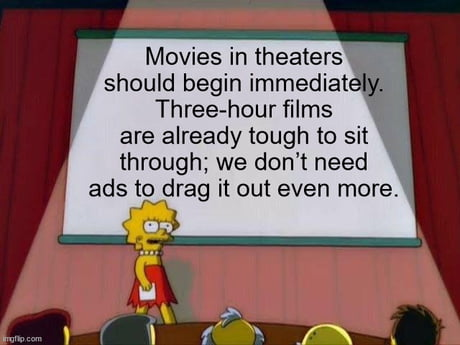 Movies in theaters
should begin immediately.
Three-hour films
are already tough to sit
through; we don’t need
ads to drag it out even more.
imgflip.com